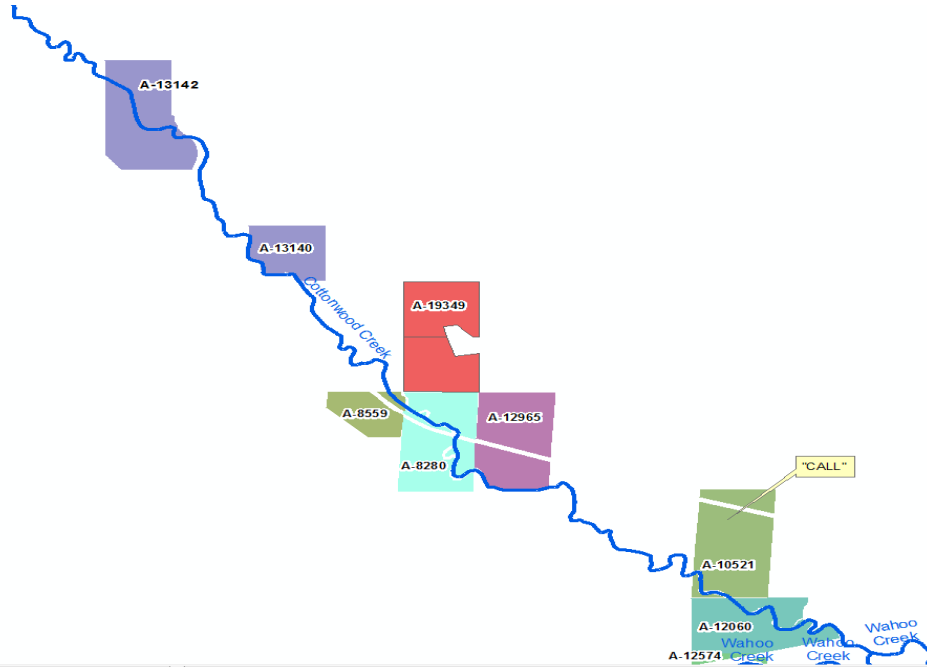 A-13142
A-13140
Cottonwood Creek
A-19349
A-8559
A-12965
A-8280
"CALL"
A-10521
A-12060
Wahoo
Creek
Wahoo
Creek
Wahoo
Creek
A-12574